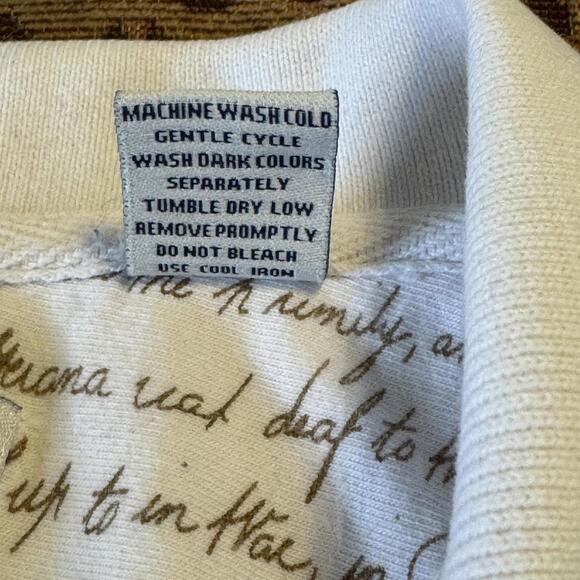 MACHINE WASH COLD
GENTLE CYCLE
WASH DARK COLORS
SEPARATELY
TUMBLE DRY LOW
REMOVE PROMPTLY
DO NOT BLEACH
USE COOL IRON
deaf to
up to in